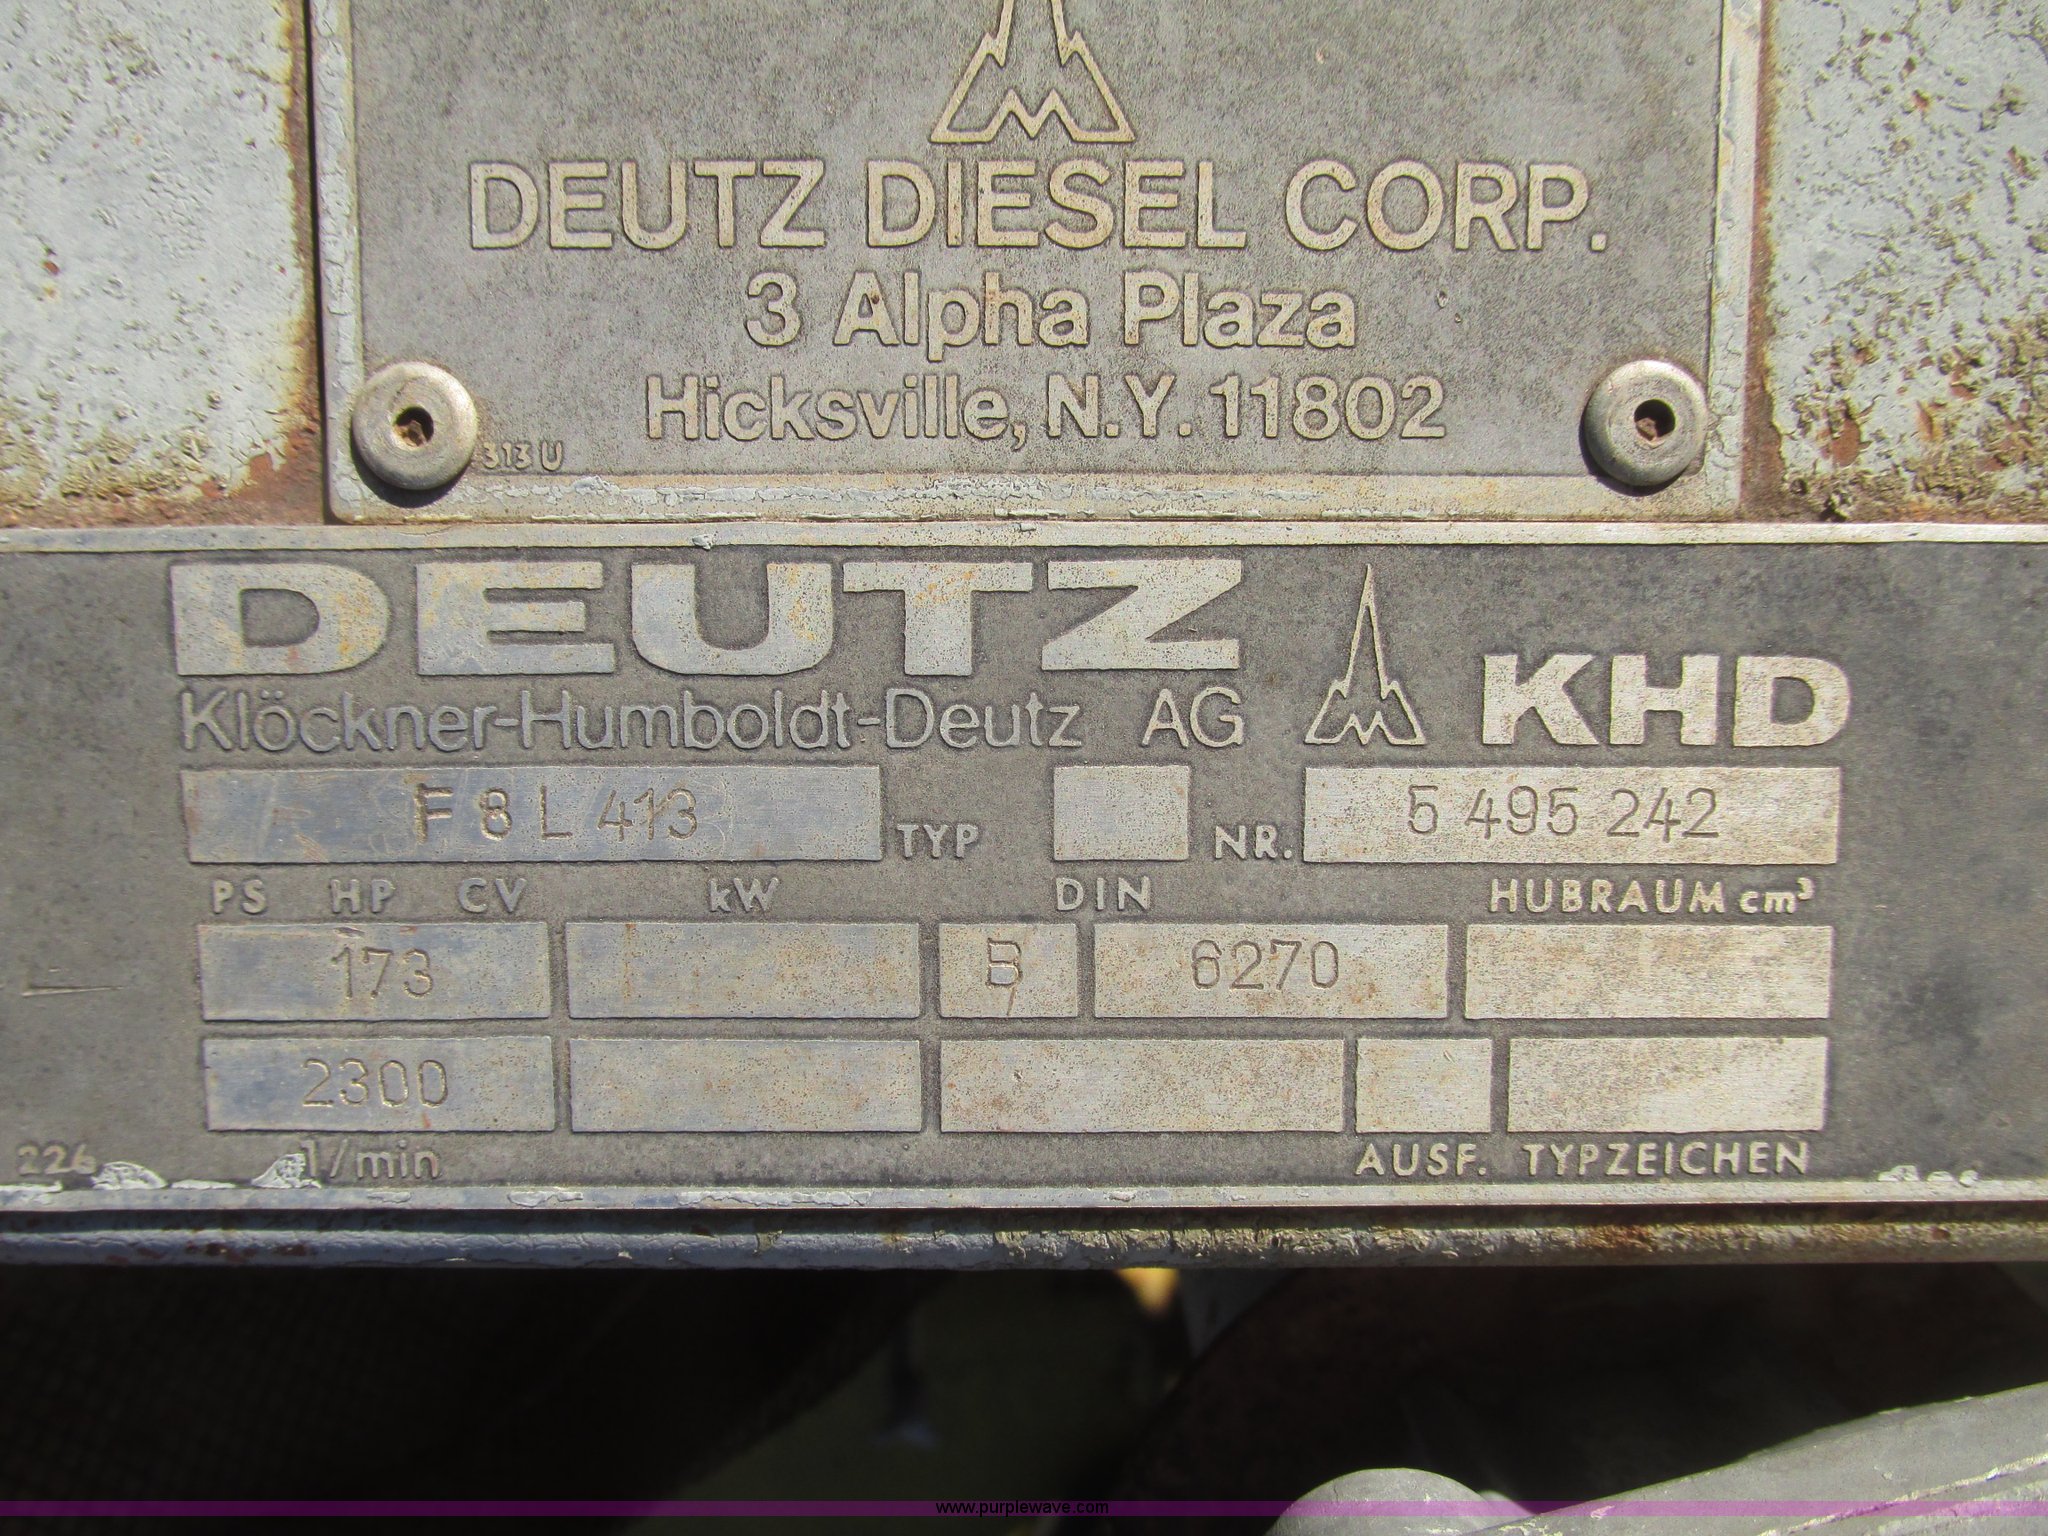 DEUTZ DIESEL CORP.
3 Alpha Plaza
Hicksville, N.Y. 11802
313 U
DEUTZ
Klöckner-Humboldt-Deutz AG KHD
F 8 L 413 TYP NR. 5 495 242
PS HP CV kW DIN HUBRAUM cm³
173 B 6270
2300
226 1/min AUSF. TYPZEICHEN
www.purplewave.com